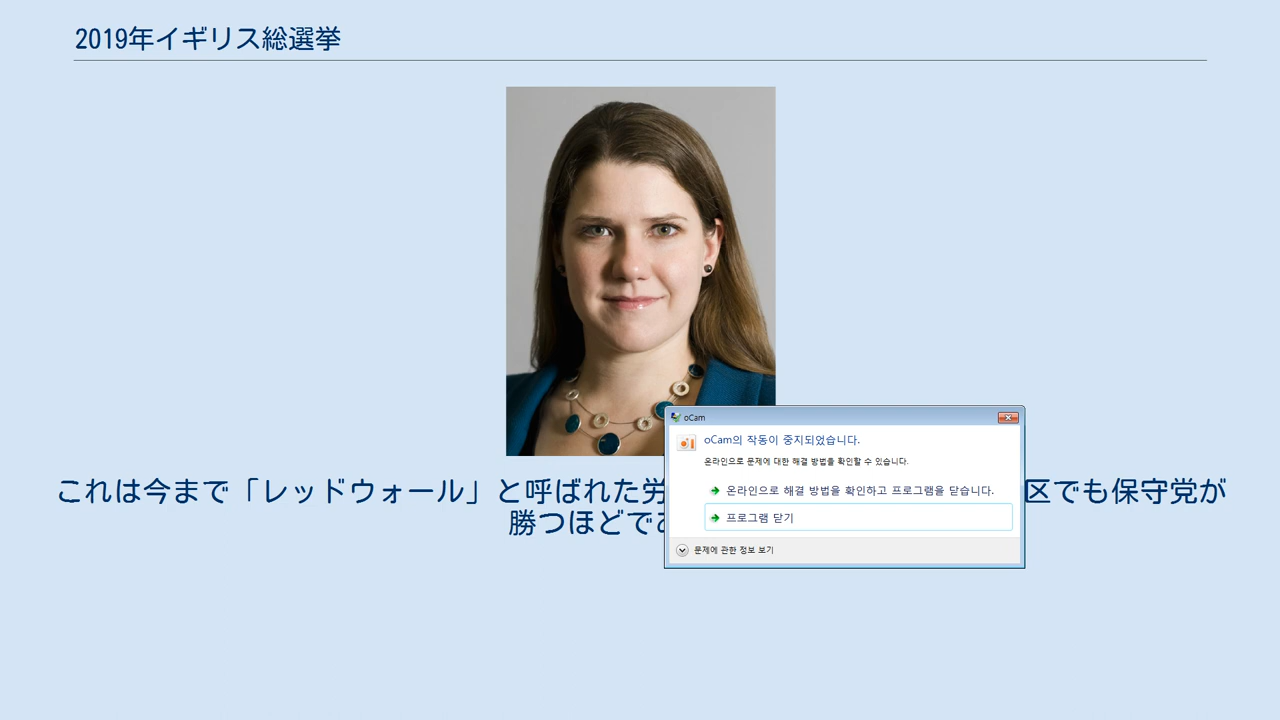 2019年イギリス総選挙
これは今まで「レッドウォール」と呼ばれた労
区でも保守党が
勝つほどで
oCam
oCam의 작동이 중지되었습니다.
온라인으로 문제에 대한 해결 방법을 확인할 수 있습니다.
온라인으로 해결 방법을 확인하고 프로그램을 닫습니다.
프로그램 닫기
문제에 관한 정보 보기